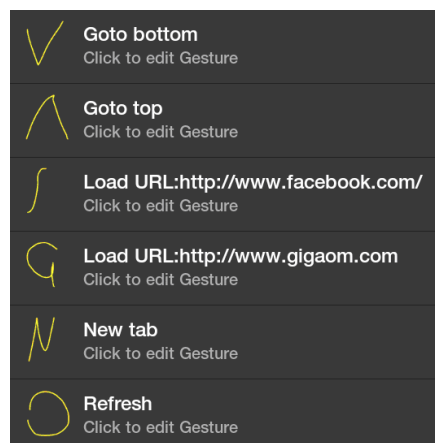 Goto bottom
Click to edit Gesture
Goto top
Click to edit Gesture
Load URL:http://www.facebook.com/
Click to edit Gesture
Load URL:http://www.gigaom.com
Click to edit Gesture
New tab
Click to edit Gesture
Refresh
Click to edit Gesture